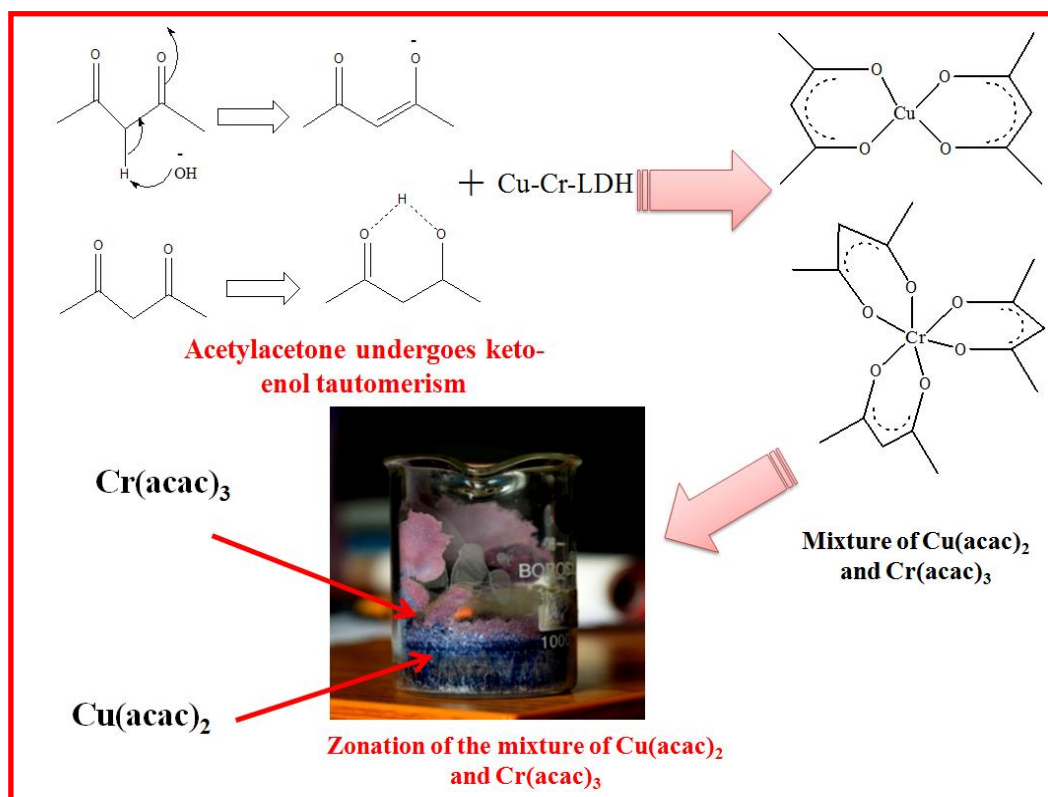 O
O
H
-
OH
O
-
O
+ Cu-Cr-LDH
O
O
O
O
Cu
O
O
O
O
H
O
O
Acetylacetone undergoes keto-
enol tautomerism
O
O
O
O
Cr
O
O
Mixture of Cu(acac)₂
and Cr(acac)₃
Cr(acac)₃
Cu(acac)₂
1000
Zonation of the mixture of Cu(acac)₂
and Cr(acac)₃